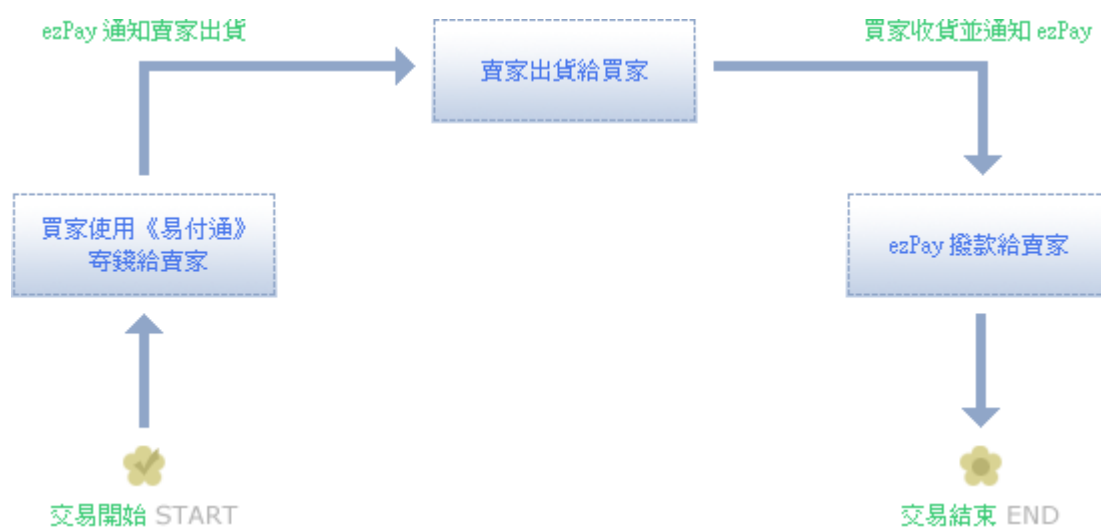 ezPay 通知賣家出貨
賣家出貨給買家
買家收貨並通知 ezPay
買家使用《易付通》
寄錢給賣家
ezPay 撥款給賣家
交易開始 START
交易結束 END